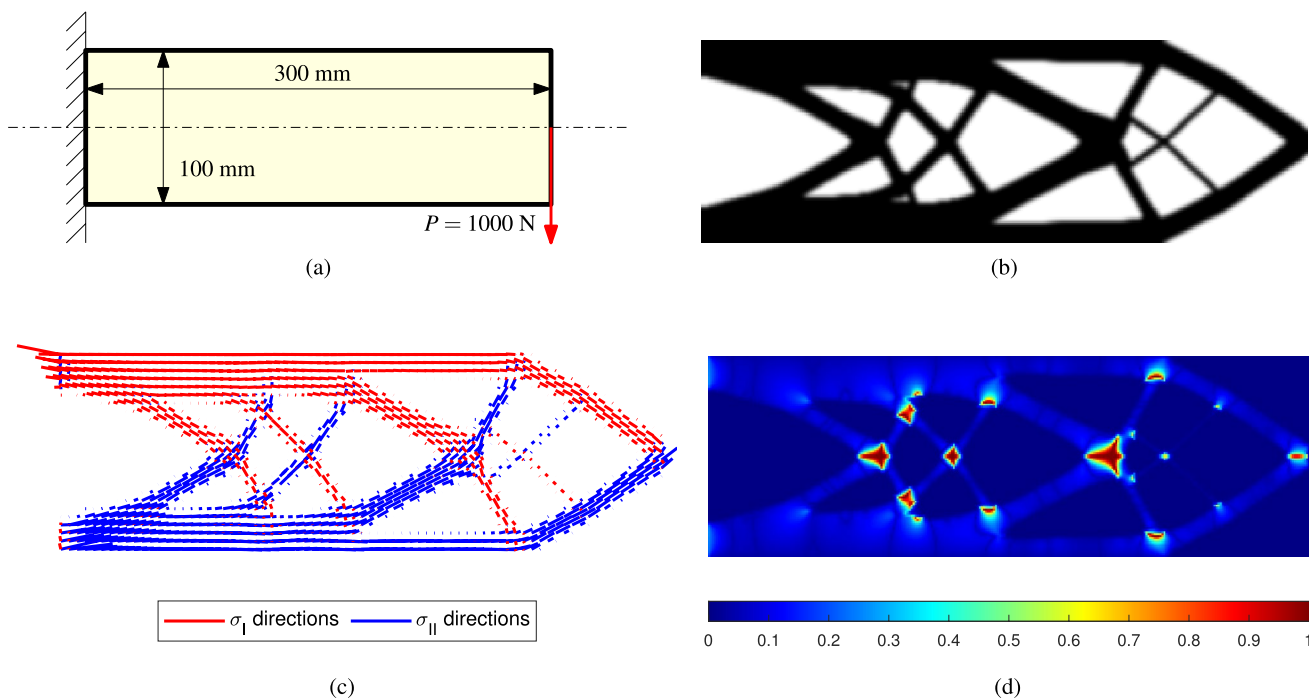 300 mm
100 mm
P = 1000 N
(a)
(b)
σI directions
σII directions
0 0.1 0.2 0.3 0.4 0.5 0.6 0.7 0.8 0.9 1
(c)
(d)